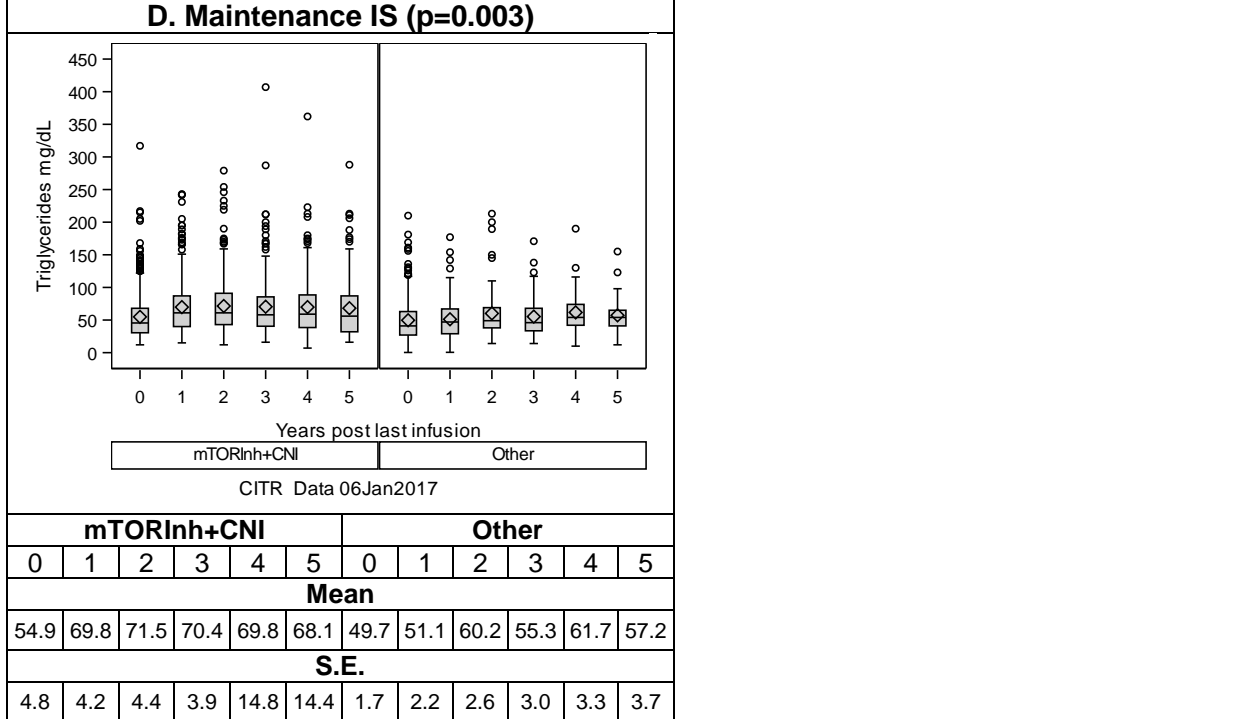 D. Maintenance IS (p=0.003)
Triglycerides mg/dL
450
400
350
300
250
200
150
100
50
0
0 1 2 3 4 5 0 1 2 3 4 5
Years post last infusion
mTORInh+CNI Other
CITR Data 06Jan2017
mTORInh+CNI Other
0 1 2 3 4 5 0 1 2 3 4 5
Mean
54.9 69.8 71.5 70.4 69.8 68.1 49.7 51.1 60.2 55.3 61.7 57.2
S.E.
4.8 4.2 4.4 3.9 14.8 14.4 1.7 2.2 2.6 3.0 3.3 3.7